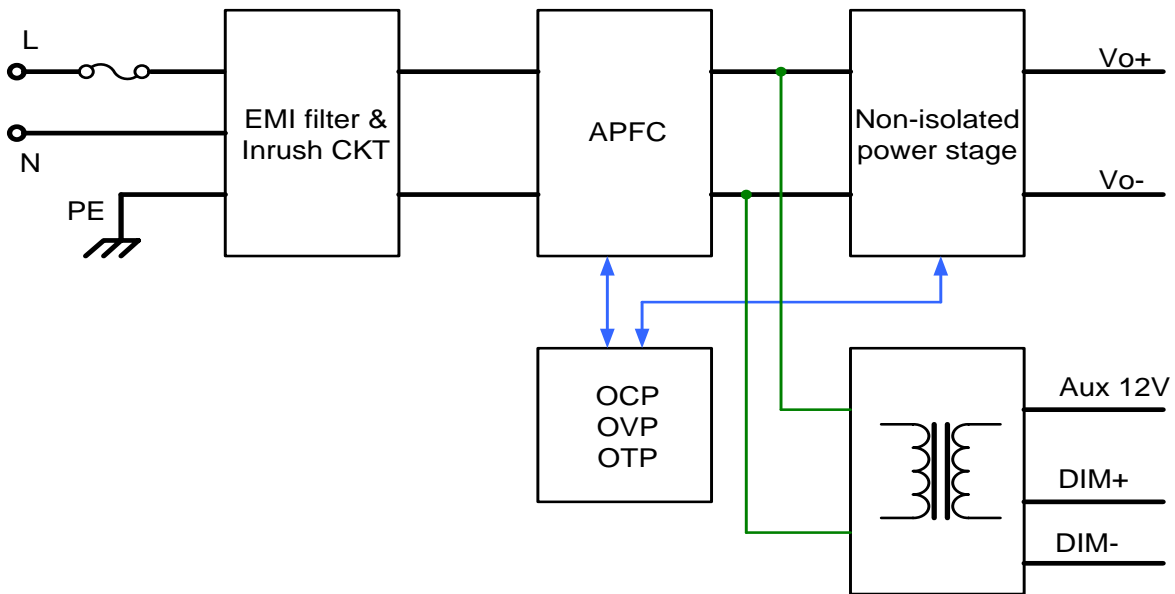 L
N
PE
EMI filter &
Inrush CKT
APFC
Non-isolated
power stage
Vo+
Vo-
OCP
OVP
OTP
Aux 12V
DIM+
DIM-